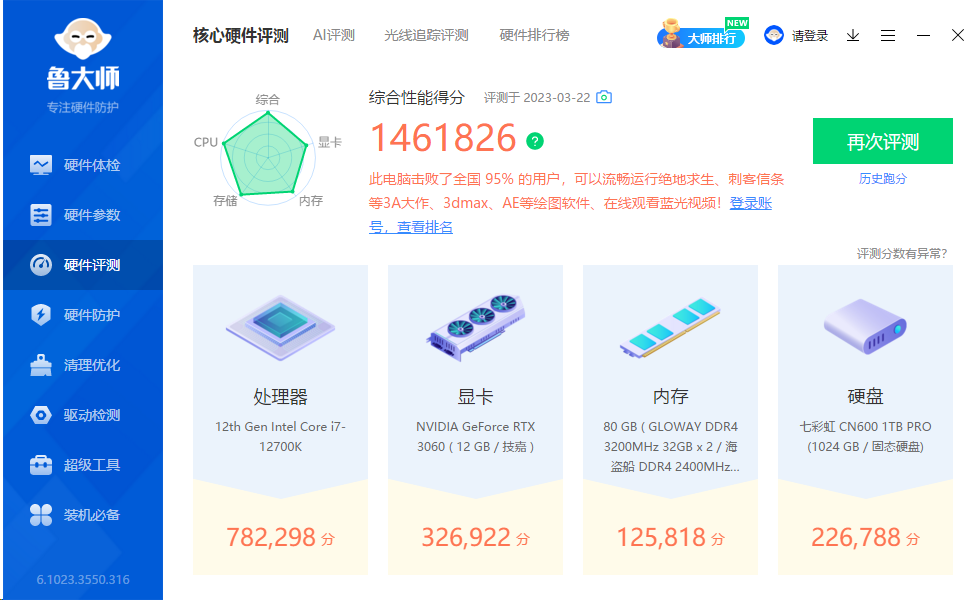 鲁大师
专注硬件防护
硬件体检
硬件参数
硬件评测
硬件防护
清理优化
驱动检测
超级工具
装机必备
6.1023.3550.316
核心硬件评测 AI评测 光线追踪评测 硬件排行榜
大师排行 NEW 请登录
综合
CPU
显卡
存储
内存
综合性能得分 评测于 2023-03-22
1461826 ?
此电脑击败了全国 95% 的用户，可以流畅运行绝地求生、刺客信条
等3A大作、3dmax、AE等绘图软件、在线观看蓝光视频！登录账
号，查看排名
再次评测
历史跑分
评测分数有异常?
处理器
12th Gen Intel Core i7-
12700K
782,298 分
显卡
NVIDIA GeForce RTX
3060 ( 12 GB / 技嘉 )
326,922 分
内存
80 GB ( GLOWAY DDR4
3200MHz 32GB x 2 / 海
盗船 DDR4 2400MHz...
125,818 分
硬盘
七彩虹 CN600 1TB PRO
(1024 GB / 固态硬盘)
226,788 分